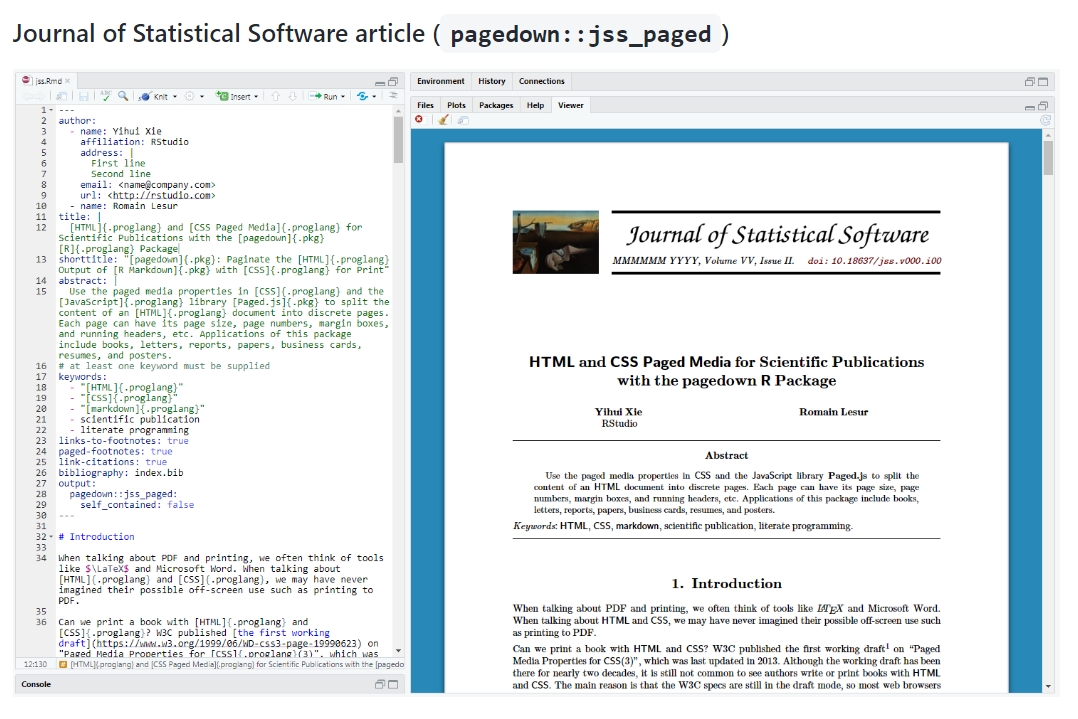 Journal of Statistical Software article ( pagedown::jss_paged )
jss.Rmd
Knit
Insert
Run
1 ---
2 author:
3 - name: Yihui Xie
4 affiliation: RStudio
5 address: |
6 First line
7 Second line
8 email: <name@company.com>
9 url: <http://rstudio.com>
10 - name: Romain Lesur
11 title: |
12 [HTML]{.proglang} and [CSS Paged Media]{.proglang} for
Scientific Publications with the [pagedown]{.pkg}
[R]{.proglang} Package
13 shorttitle: "[pagedown]{.pkg}: Paginate the [HTML]{.proglang}
Output of [R Markdown]{.pkg} with [CSS]{.proglang} for Print"
14 abstract: |
15 Use the paged media properties in [CSS]{.proglang} and the
[JavaScript]{.proglang} library [Paged.js]{.pkg} to split the
content of an [HTML]{.proglang} document into discrete pages.
Each page can have its page size, page numbers, margin boxes,
and running headers, etc. Applications of this package
include books, letters, reports, papers, business cards,
resumes, and posters.
16 # at least one keyword must be supplied
17 keywords:
18 - "[HTML]{.proglang}"
19 - "[CSS]{.proglang}"
20 - "[markdown]{.proglang}"
21 - scientific publication
22 - literate programming
23 links-to-footnotes: true
24 paged-footnotes: true
25 link-citations: true
26 bibliography: index.bib
27 output:
28 pagedown::jss_paged:
29 self_contained: false
30 ---
31
32 # Introduction
33
34 When talking about PDF and printing, we often think of tools
like $\LaTeX$ and Microsoft Word. When talking about
[HTML]{.proglang} and [CSS]{.proglang}, we may have never
imagined their possible off-screen use such as printing to
PDF.
35
36 Can we print a book with [HTML]{.proglang} and
[CSS]{.proglang}? W3C published [the first working
draft](https://www.w3.org/1999/06/WD-css3-page-19990623) on
"Paged Media Properties for [CSS]{.proglang}(3)", which was
12:130 [HTML]{.proglang} and [CSS Paged Media]{.proglang} for Scientific Publications with the [pagedo
Console
Environment History Connections
Files Plots Packages Help Viewer
Journal of Statistical Software
MMMMMM YYYY, Volume VV, Issue II. doi: 10.18637/jss.v000.i00
HTML and CSS Paged Media for Scientific Publications
with the pagedown R Package
Yihui Xie Romain Lesur
RStudio
Abstract
Use the paged media properties in CSS and the JavaScript library Paged.js to split the
content of an HTML document into discrete pages. Each page can have its page size, page
numbers, margin boxes, and running headers, etc. Applications of this package include books,
letters, reports, papers, business cards, resumes, and posters.
Keywords: HTML, CSS, markdown, scientific publication, literate programming.
1. Introduction
When talking about PDF and printing, we often think of tools like LATEX and Microsoft Word.
When talking about HTML and CSS, we may have never imagined their possible off-screen use such
as printing to PDF.
Can we print a book with HTML and CSS? W3C published the first working draft1 on "Paged
Media Properties for CSS(3)", which was last updated in 2013. Although the working draft has been
there for nearly two decades, it is still not common to see authors write or print books with HTML
and CSS. The main reason is that the W3C specs are still in the draft mode, so most web browsers